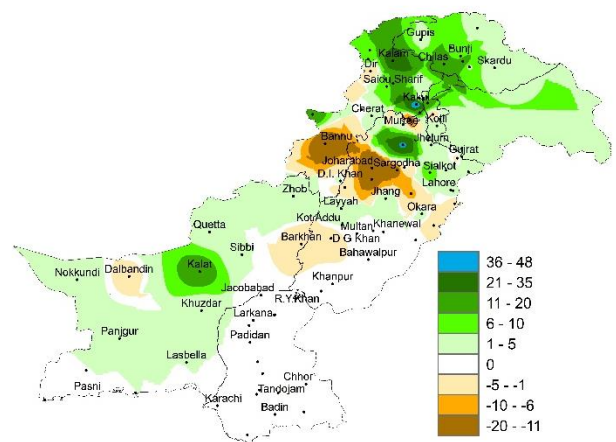 Gupis
Kalam
Chilas
Bunji
Skardu
Dir
Saidu Sharif
Kakul
Cherat
Murree
Kotli
Bannu
Jhelum
Gujrat
Joharabad
Sargodha
Sialkot
D.I. Khan
Lahore
Zhob
Jhang
Layyah
Okara
Kot Addu
Quetta
Multan
Khanewal
Sibbi
Barkhan
D G Khan
Bahawalpur
Nokkundi
Dalbandin
Kalat
Khanpur
Jacobabad
R.Y.Khan
Khuzdar
Larkana
Padidan
Panjgur
Lasbella
Pasni
Chhor
Tandojam
Karachi
Badin
36 - 48
21 - 35
11 - 20
6 - 10
1 - 5
0
-5 - -1
-10 - -6
-20 - -11